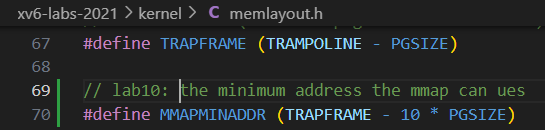 xv6-labs-2021 > kernel > C memlayout.h
67 #define TRAPFRAME (TRAMPOLINE - PGSIZE)
68
69 // lab10: the minimum address the mmap can ues
70 #define MMAPMINADDR (TRAPFRAME - 10 * PGSIZE)